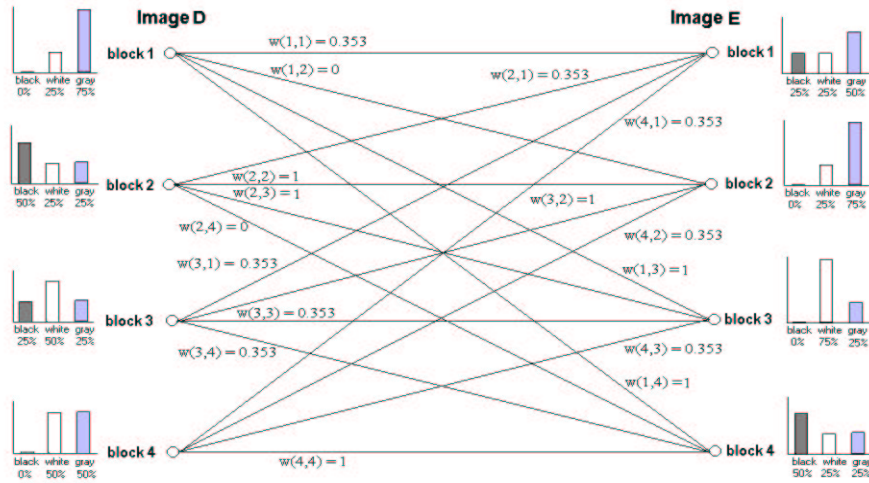 Image D
Image E
block 1
w(1,1) = 0.353
block 1
w(1,2) = 0
w(2,1) = 0.353
black white gray
0% 25% 75%
black white gray
25% 25% 50%
w(4,1) = 0.353
block 2
w(2,2) = 1
block 2
w(2,3) = 1
w(3,2) = 1
black white gray
50% 25% 25%
black white gray
0% 25% 75%
w(2,4) = 0
w(4,2) = 0.353
w(3,1) = 0.353
w(1,3) = 1
block 3
w(3,3) = 0.353
block 3
black white gray
25% 50% 25%
black white gray
0% 75% 25%
w(3,4) = 0.353
w(4,3) = 0.353
w(1,4) = 1
block 4
w(4,4) = 1
block 4
black white gray
0% 50% 50%
black white gray
50% 25% 25%